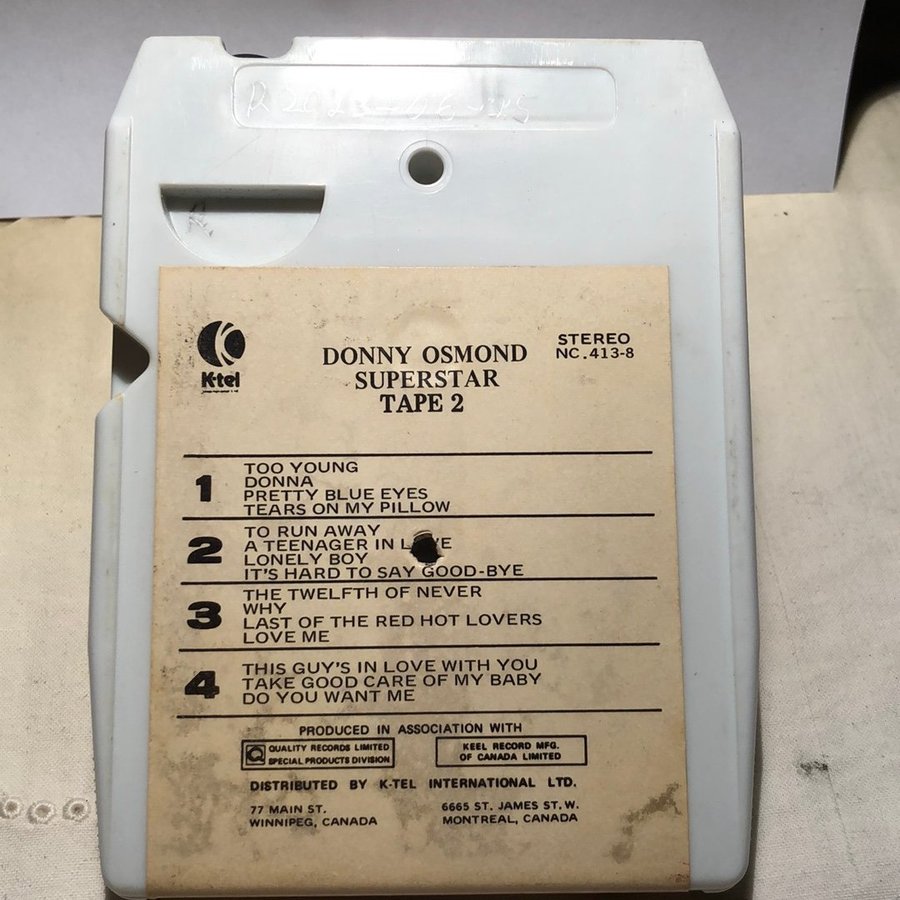 K-tel
DONNY OSMOND
SUPERSTAR
TAPE 2
STEREO
NC.413-8
1
TOO YOUNG
DONNA
PRETTY BLUE EYES
TEARS ON MY PILLOW
2
TO RUN AWAY
A TEENAGER IN L VE
LONELY BOY
IT'S HARD TO SAY GOOD-BYE
3
THE TWELFTH OF NEVER
WHY
LAST OF THE RED HOT LOVERS
LOVE ME
4
THIS GUY'S IN LOVE WITH YOU
TAKE GOOD CARE OF MY BABY
DO YOU WANT ME
PRODUCED IN ASSOCIATION WITH
Q QUALITY RECORDS LIMITED
SPECIAL PRODUCTS DIVISION
KEEL RECORD MFG.
OF CANADA LIMITED
DISTRIBUTED BY K-TEL INTERNATIONAL LTD.
77 MAIN ST.
WINNIPEG, CANADA
6665 ST. JAMES ST. W.
MONTREAL, CANADA